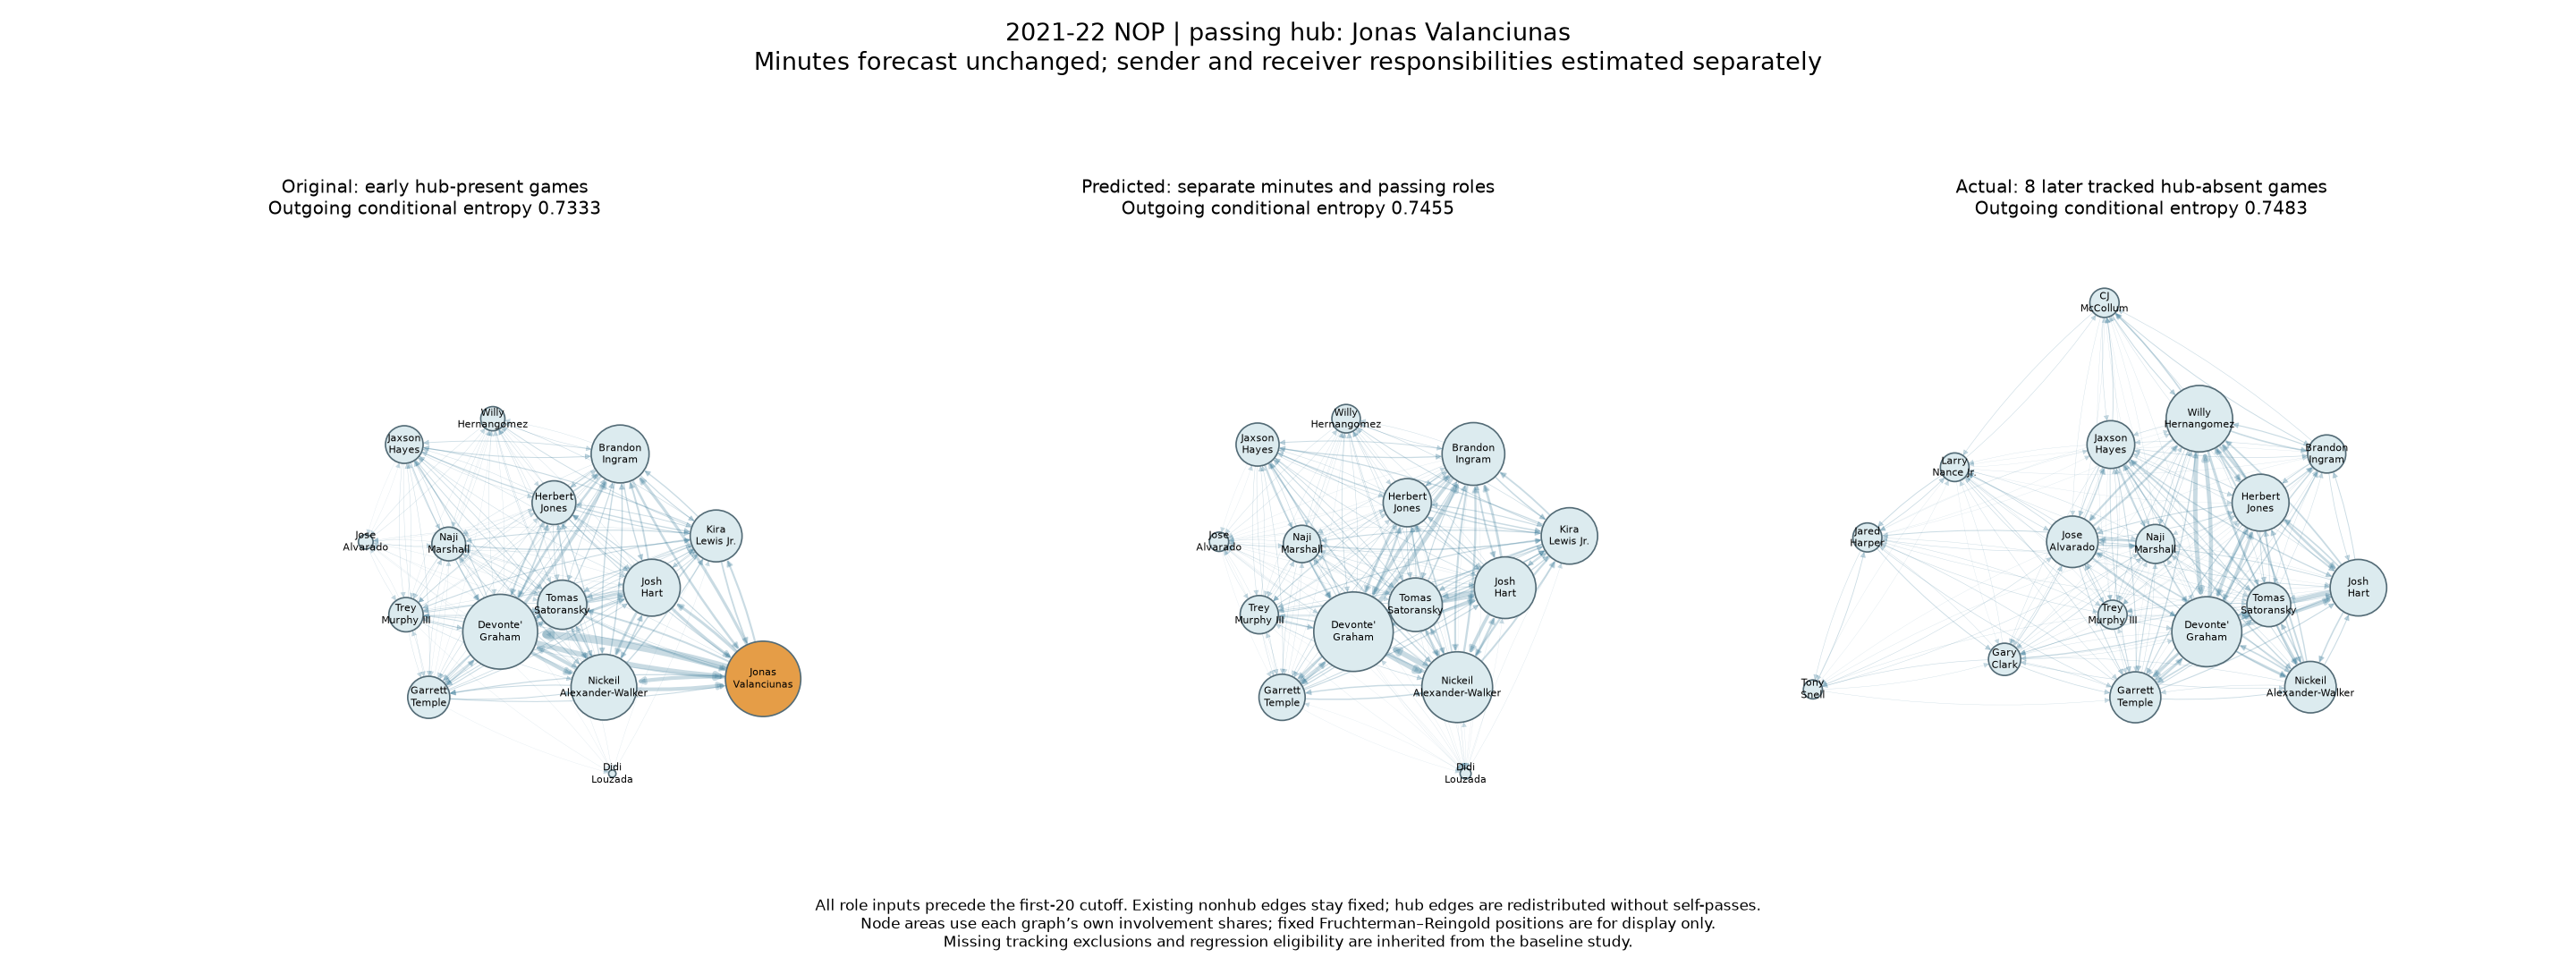 2021-22 NOP | passing hub: Jonas Valanciunas
Minutes forecast unchanged; sender and receiver responsibilities estimated separately
Original: early hub-present games
Outgoing conditional entropy 0.7333
Willy
Hernangomez
Jaxson
Hayes
Brandon
Ingram
Herbert
Jones
Kira
Lewis Jr.
Jose
Alvarado
Naji
Marshall
Josh
Hart
Tomas
Satoransky
Trey
Murphy III
Devonte'
Graham
Jonas
Valanciunas
Nickeil
Alexander-Walker
Garrett
Temple
Didi
Louzada
Predicted: separate minutes and passing roles
Outgoing conditional entropy 0.7455
Willy
Hernangomez
Jaxson
Hayes
Brandon
Ingram
Herbert
Jones
Kira
Lewis Jr.
Jose
Alvarado
Naji
Marshall
Josh
Hart
Tomas
Satoransky
Trey
Murphy III
Devonte'
Graham
Nickeil
Alexander-Walker
Garrett
Temple
Didi
Louzada
Actual: 8 later tracked hub-absent games
Outgoing conditional entropy 0.7483
CJ
McCollum
Willy
Hernangomez
Jaxson
Hayes
Brandon
Ingram
Larry
Nance Jr.
Herbert
Jones
Jared
Harper
Jose
Alvarado
Naji
Marshall
Josh
Hart
Tomas
Satoransky
Trey
Murphy III
Devonte'
Graham
Gary
Clark
Tony
Snell
Nickeil
Alexander-Walker
Garrett
Temple
All role inputs precede the first-20 cutoff. Existing nonhub edges stay fixed; hub edges are redistributed without self-passes.
Node areas use each graph’s own involvement shares; fixed Fruchterman–Reingold positions are for display only.
Missing tracking exclusions and regression eligibility are inherited from the baseline study.